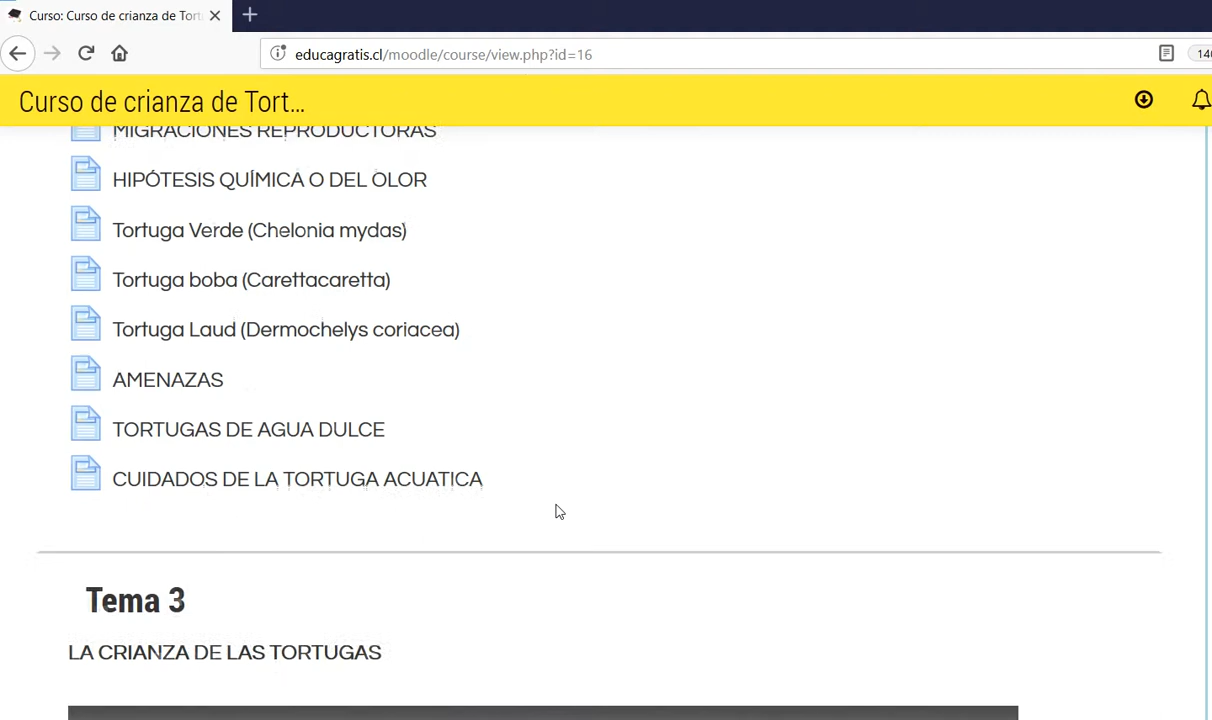 Curso: Curso de crianza de Tort
educagratis.cl/moodle/course/view.php?id=16
140
Curso de crianza de Tort...
MIGRACIONES REPRODUCTORAS
HIPÓTESIS QUÍMICA O DEL OLOR
Tortuga Verde (Chelonia mydas)
Tortuga boba (Carettacaretta)
Tortuga Laud (Dermochelys coriacea)
AMENAZAS
TORTUGAS DE AGUA DULCE
CUIDADOS DE LA TORTUGA ACUATICA
Tema 3
LA CRIANZA DE LAS TORTUGAS